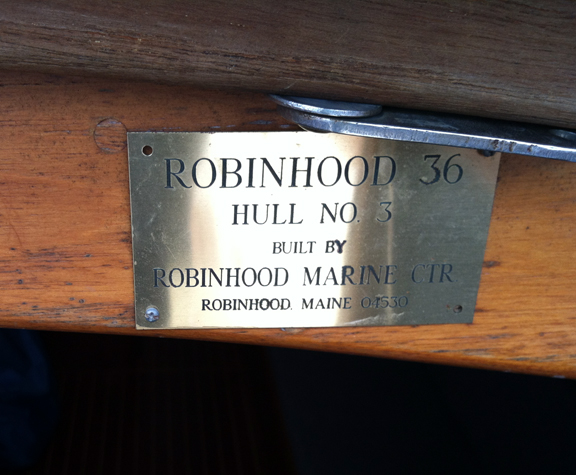 ROBINHOOD 36
HULL NO. 3
BUILT BY
ROBINHOOD MARINE CTR
ROBINHOOD, MAINE 04530